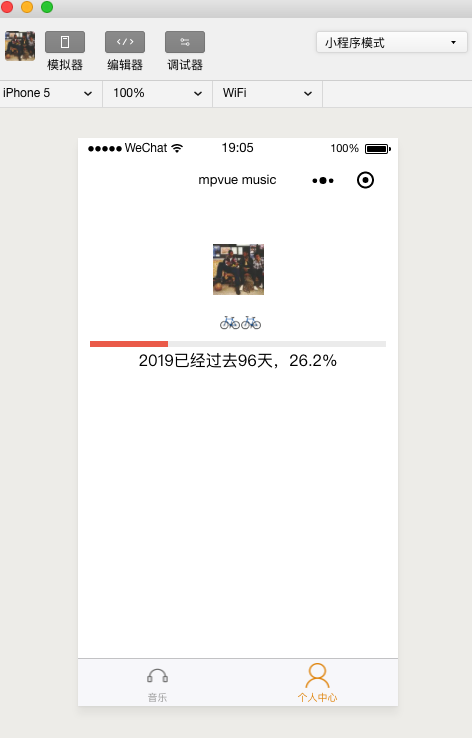 模拟器 编辑器 调试器 小程序模式
iPhone 5 100% WiFi
WeChat 19:05 100%
mpvue music
🚲🚲
2019已经过去96天，26.2%
音乐 个人中心